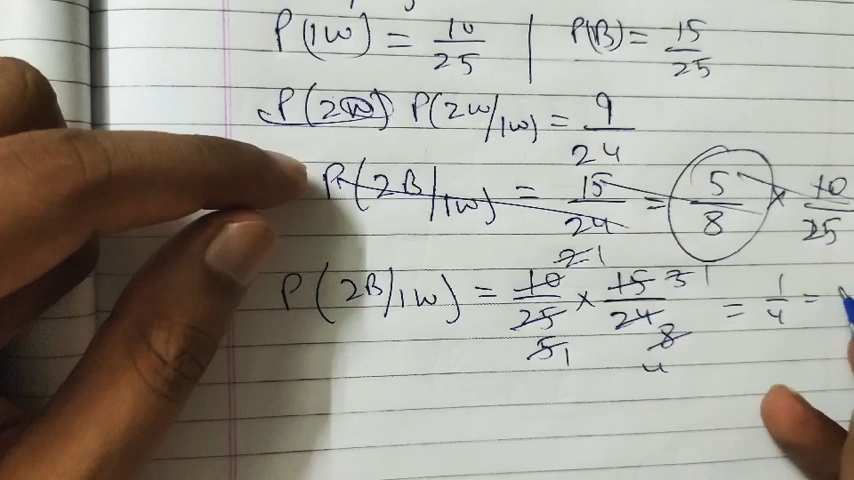 P(1W) = 10/25 | P(B) = 15/25
P(2W) P(2W/1W) = 9/24
P(2B/1W) = 15/24 = 5/8 × 10/25
P(2B/1W) = 10/25 × 15/24 = 1/4 =